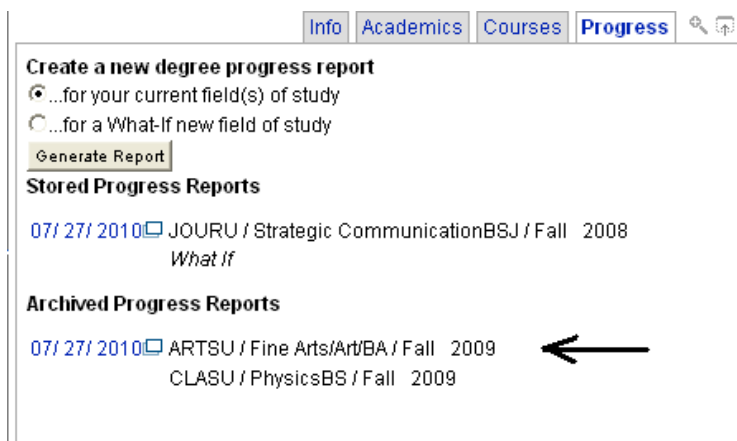 Info Academics Courses Progress
Create a new degree progress report
...for your current field(s) of study
...for a What-If new field of study
Generate Report
Stored Progress Reports
07/ 27/ 2010 JOURU / Strategic CommunicationBSJ / Fall 2008
What If
Archived Progress Reports
07/ 27/ 2010 ARTSU / Fine Arts/Art/BA / Fall 2009
CLASU / PhysicsBS / Fall 2009